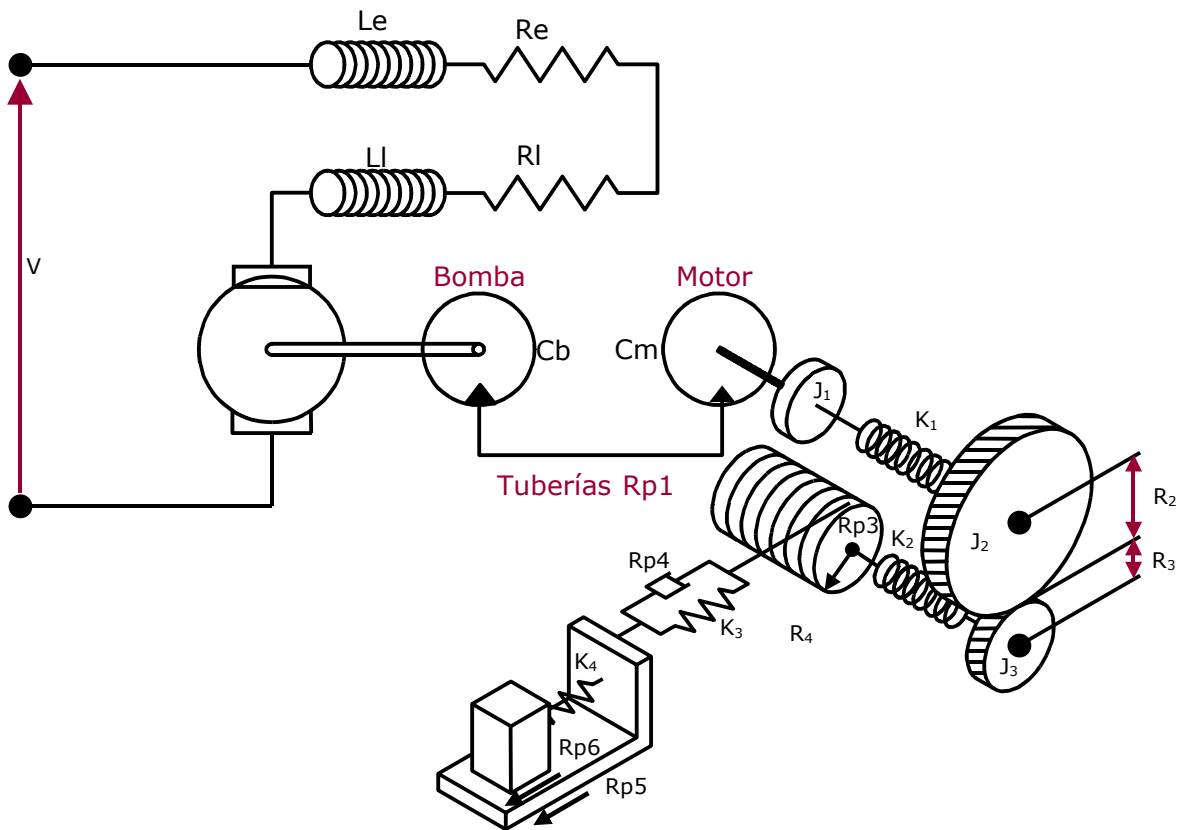 Le
Re
Ll
Rl
V
Bomba
Motor
Cb
Cm
J1
K1
Tuberías Rp1
R2
Rp3
K2
J2
R3
Rp4
K3
R4
J3
K4
Rp6
Rp5